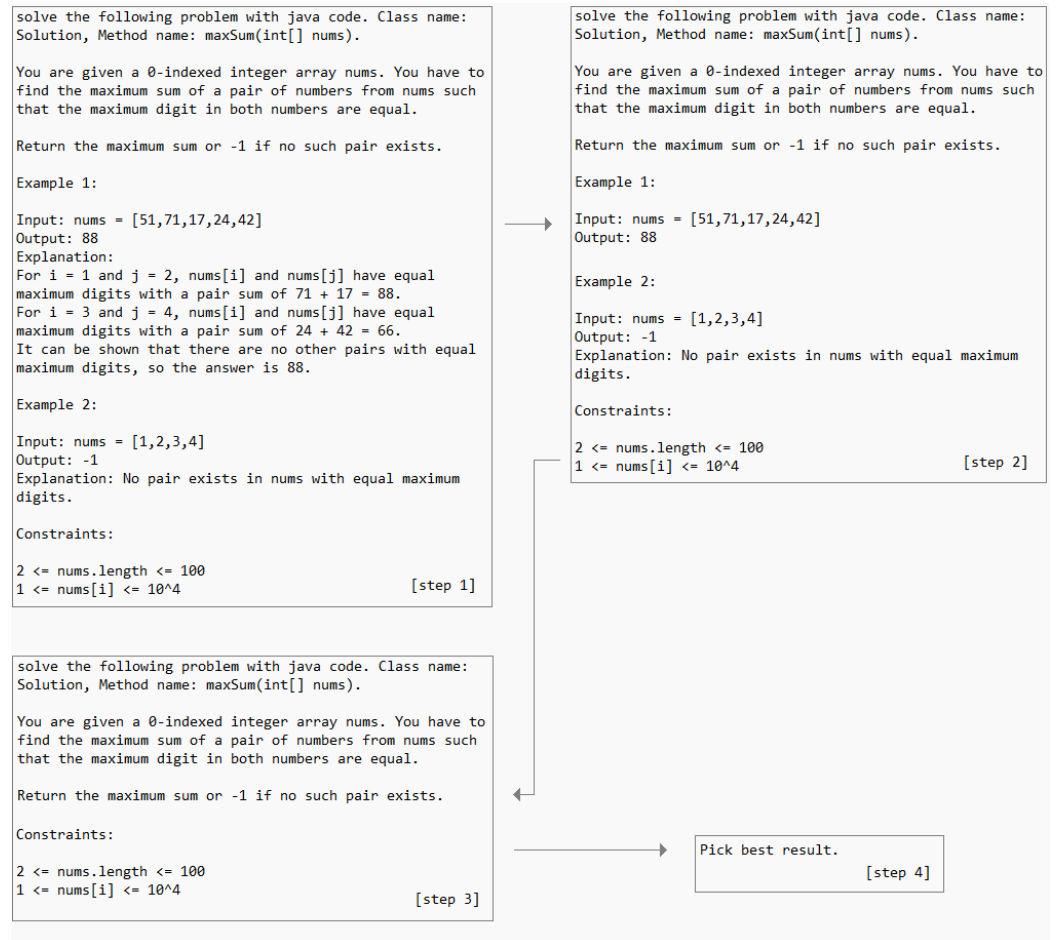 solve the following problem with java code. Class name:
Solution, Method name: maxSum(int[] nums).
You are given a 0-indexed integer array nums. You have to
find the maximum sum of a pair of numbers from nums such
that the maximum digit in both numbers are equal.
Return the maximum sum or -1 if no such pair exists.
Example 1:
Input: nums = [51,71,17,24,42]
Output: 88
Explanation:
For i = 1 and j = 2, nums[i] and nums[j] have equal
maximum digits with a pair sum of 71 + 17 = 88.
For i = 3 and j = 4, nums[i] and nums[j] have equal
maximum digits with a pair sum of 24 + 42 = 66.
It can be shown that there are no other pairs with equal
maximum digits, so the answer is 88.
Example 2:
Input: nums = [1,2,3,4]
Output: -1
Explanation: No pair exists in nums with equal maximum
digits.
Constraints:
2 <= nums.length <= 100
1 <= nums[i] <= 10^4
[step 1]
solve the following problem with java code. Class name:
Solution, Method name: maxSum(int[] nums).
You are given a 0-indexed integer array nums. You have to
find the maximum sum of a pair of numbers from nums such
that the maximum digit in both numbers are equal.
Return the maximum sum or -1 if no such pair exists.
Example 1:
Input: nums = [51,71,17,24,42]
Output: 88
Example 2:
Input: nums = [1,2,3,4]
Output: -1
Explanation: No pair exists in nums with equal maximum
digits.
Constraints:
2 <= nums.length <= 100
1 <= nums[i] <= 10^4
[step 2]
solve the following problem with java code. Class name:
Solution, Method name: maxSum(int[] nums).
You are given a 0-indexed integer array nums. You have to
find the maximum sum of a pair of numbers from nums such
that the maximum digit in both numbers are equal.
Return the maximum sum or -1 if no such pair exists.
Constraints:
2 <= nums.length <= 100
1 <= nums[i] <= 10^4
[step 3]
Pick best result.
[step 4]